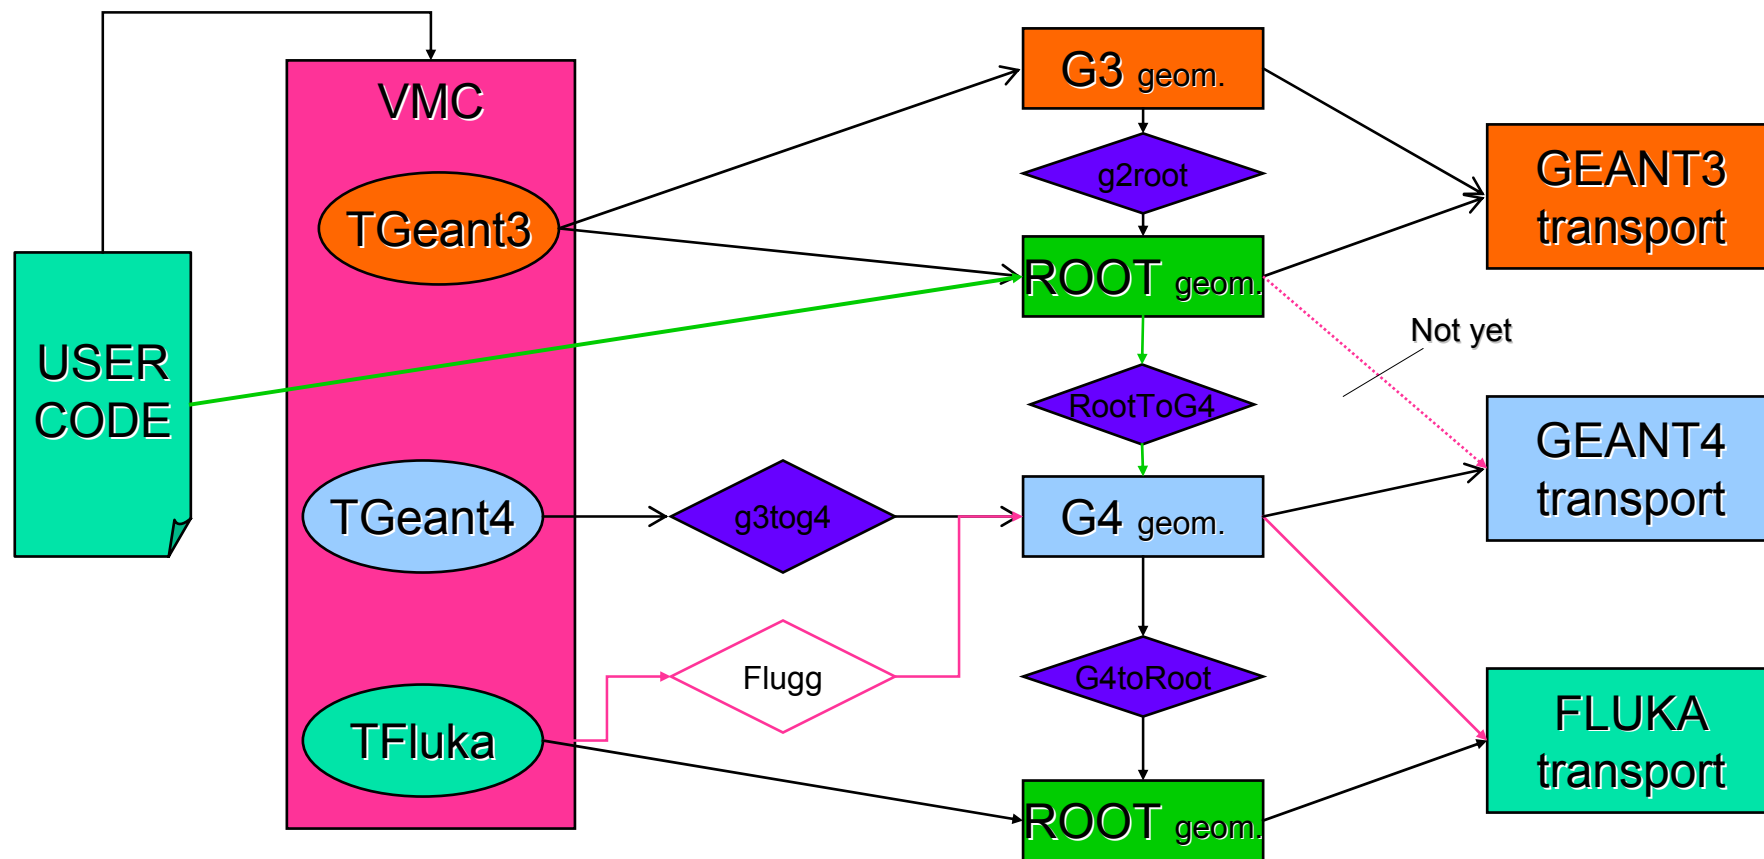 VMC
TGeant3
USER
CODE
TGeant4
TFluka
g3tog4
Flugg
G3 geom.
g2root
ROOT geom.
RootToG4
G4 geom.
G4toRoot
ROOT geom.
GEANT3
transport
Not yet
GEANT4
transport
FLUKA
transport